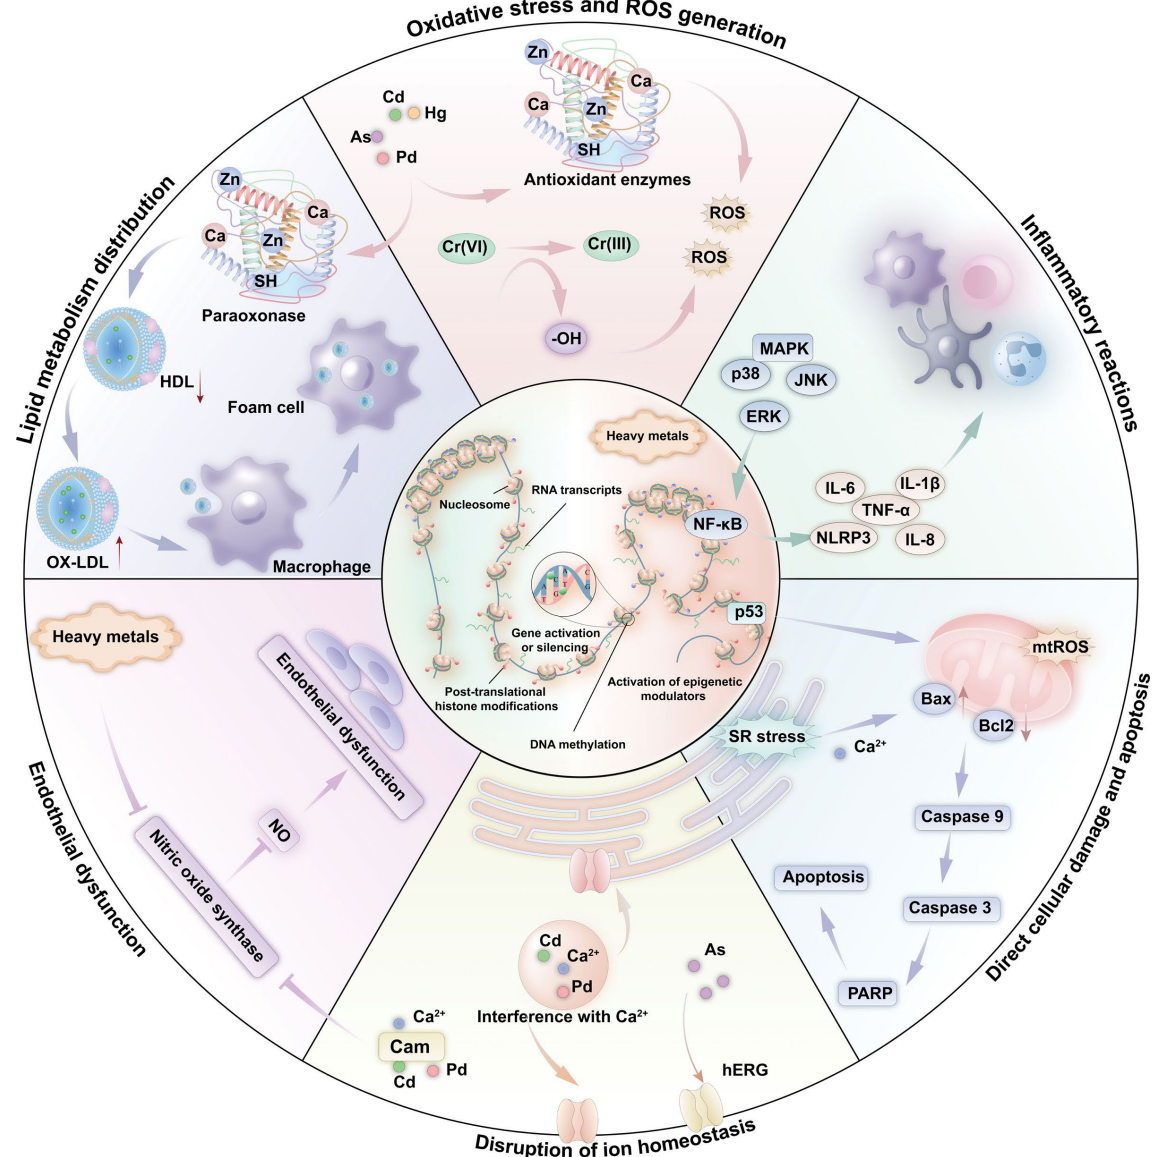 Oxidative stress and ROS generation
Zn
Ca
Ca
Zn
SH
Antioxidant enzymes
Cd
Hg
As
Pd
ROS
ROS
Cr(VI)
Cr(III)
-OH
Inflammatory reactions
MAPK
p38
JNK
ERK
NF-κB
IL-6
IL-1β
TNF-α
NLRP3
IL-8
Lipid metabolism distribution
Zn
Ca
Ca
Zn
SH
Paraoxonase
HDL
Foam cell
OX-LDL
Macrophage
Heavy metals
Nucleosome
RNA transcripts
A
T
C
G
A
T
C
G
Gene activation
or silencing
p53
Post-translational
histone modifications
Activation of epigenetic
modulators
DNA methylation
Heavy metals
Endothelial dysfunction
NO
Nitric oxide synthase
Endothelial dysfunction
mtROS
Bax
Bcl2
SR stress
Ca²⁺
Caspase 9
Apoptosis
Caspase 3
PARP
Direct cellular damage and apoptosis
Cd
Ca²⁺
Pd
Interference with Ca²⁺
As
hERG
Ca²⁺
Cam
Cd
Pd
Disruption of ion homeostasis